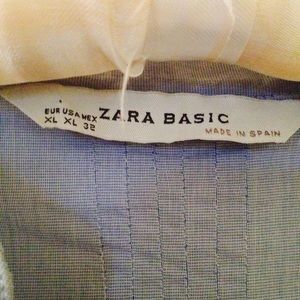 EUR USA MEX
XL XL 32
ZARA BASIC
MADE IN SPAIN